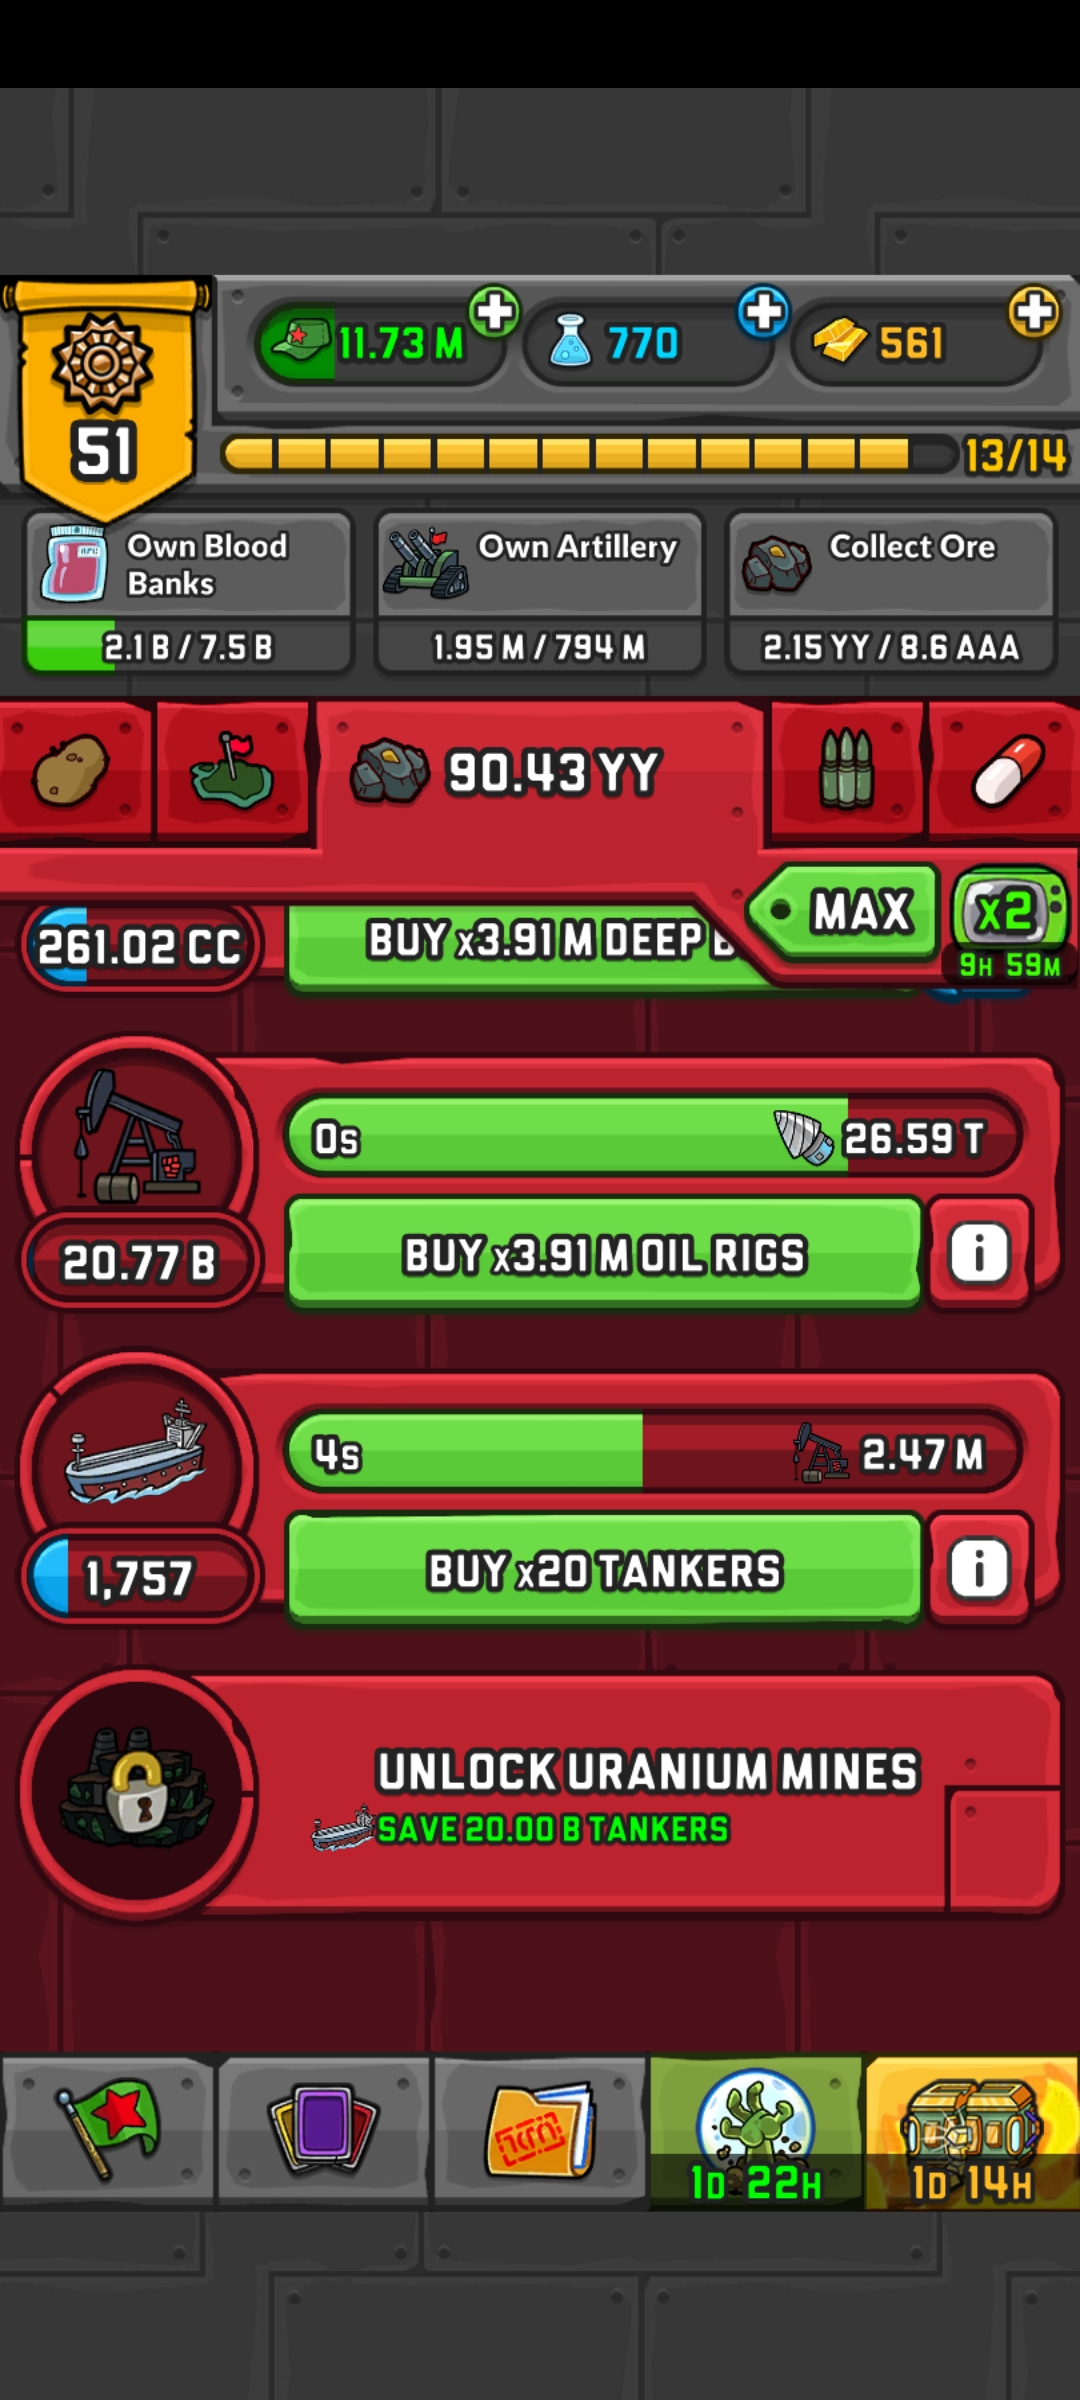 11.73 M
770
561
51
13/14
Own Blood
Banks
2.1 B / 7.5 B
Own Artillery
1.95 M / 794 M
Collect Ore
2.15 YY / 8.6 AAA
90.43 YY
MAX
x2
9H 59M
261.02 CC
BUY x3.91 M DEEP
0s
26.59 T
20.77 B
BUY x3.91 M OIL RIGS
i
4s
2.47 M
1,757
BUY x20 TANKERS
i
UNLOCK URANIUM MINES
SAVE 20.00 B TANKERS
1D 22H
1D 14H